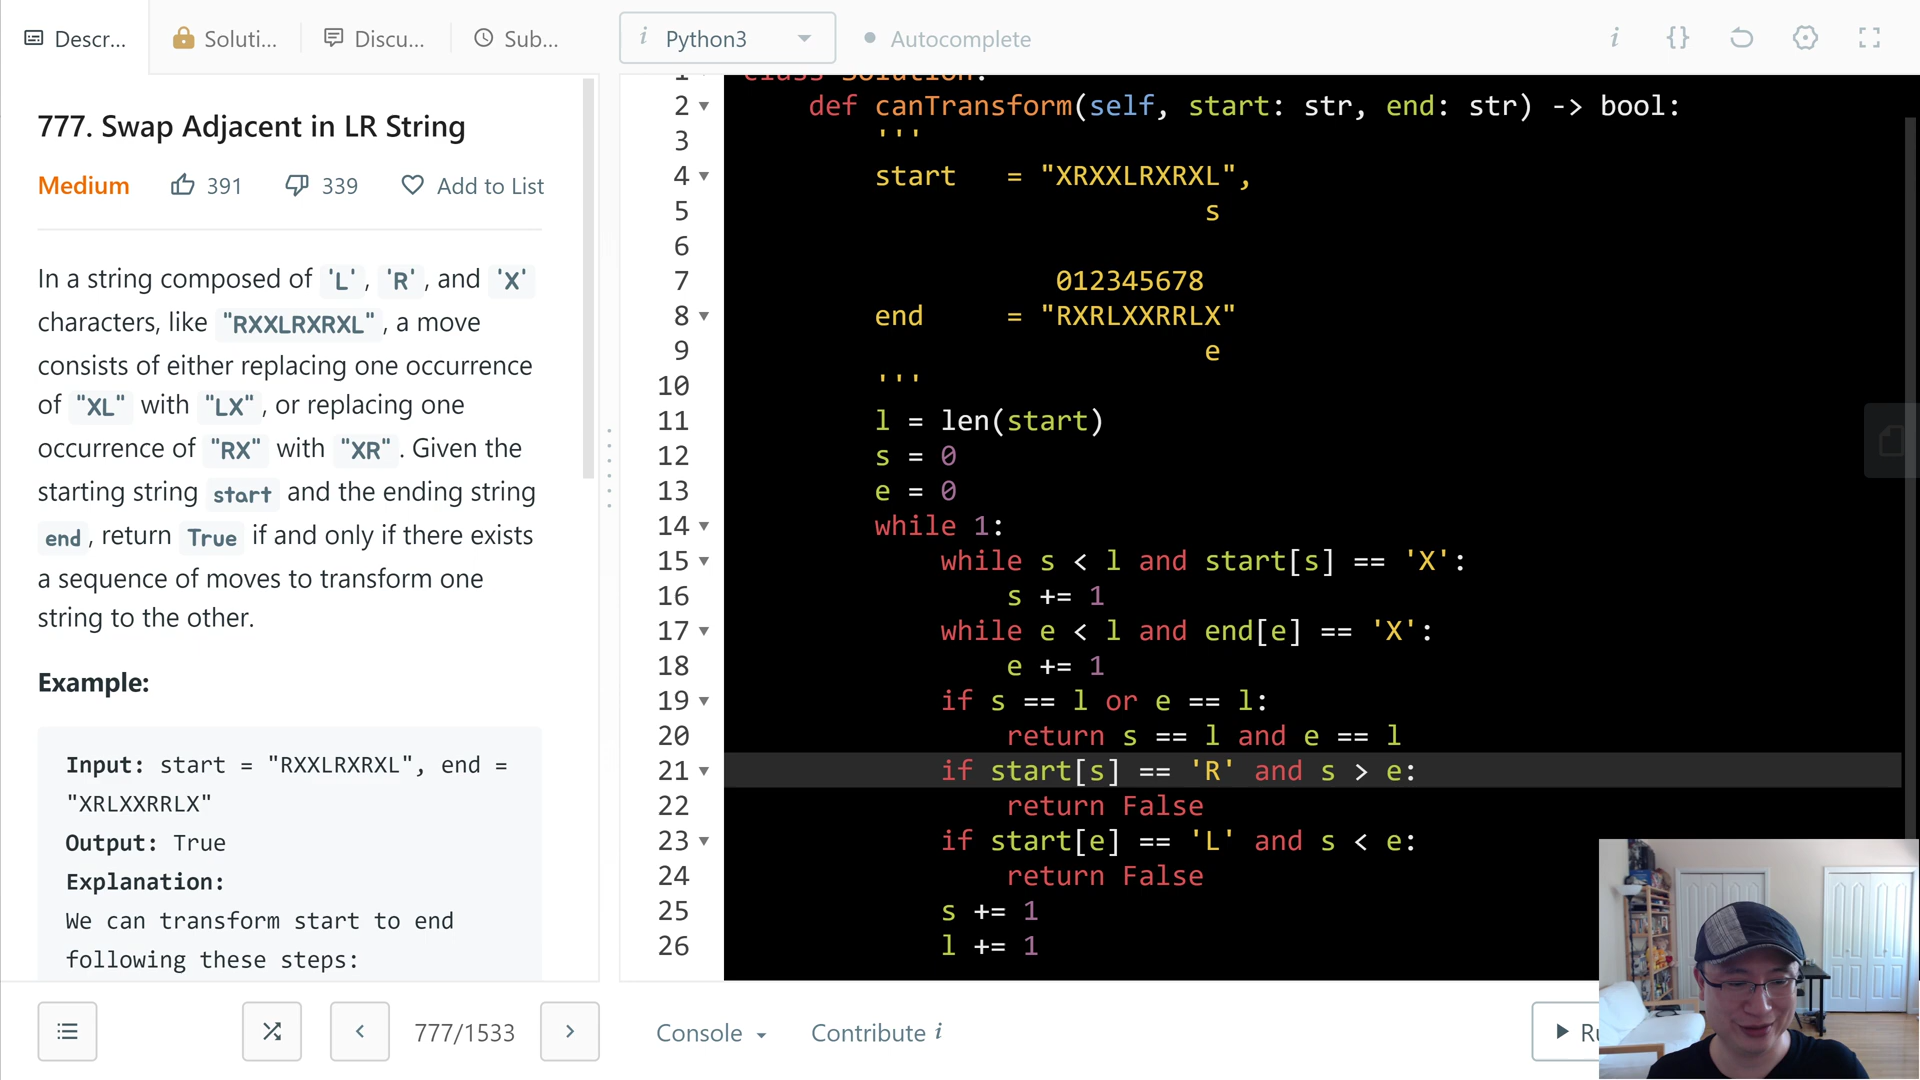 Descr...
Soluti...
Discu...
Sub...
i Python3
Autocomplete
i {}
777. Swap Adjacent in LR String
Medium 391 339 Add to List
In a string composed of 'L', 'R', and 'X'
characters, like "RXXLRXRXL", a move
consists of either replacing one occurrence
of "XL" with "LX", or replacing one
occurrence of "RX" with "XR". Given the
starting string start and the ending string
end, return True if and only if there exists
a sequence of moves to transform one
string to the other.
Example:
Input: start = "RXXLRXRXL", end =
"XRLXXRRLX"
Output: True
Explanation:
We can transform start to end
following these steps:
777/1533
1 class Solution:
2 def canTransform(self, start: str, end: str) -> bool:
3 '''
4 start = "XRXXLRXRXL",
5 s
6
7 012345678
8 end = "RXRLXXRRLX"
9 e
10 '''
11 l = len(start)
12 s = 0
13 e = 0
14 while 1:
15 while s < l and start[s] == 'X':
16 s += 1
17 while e < l and end[e] == 'X':
18 e += 1
19 if s == l or e == l:
20 return s == l and e == l
21 if start[s] == 'R' and s > e:
22 return False
23 if start[e] == 'L' and s < e:
24 return False
25 s += 1
26 l += 1
Console
Contribute i